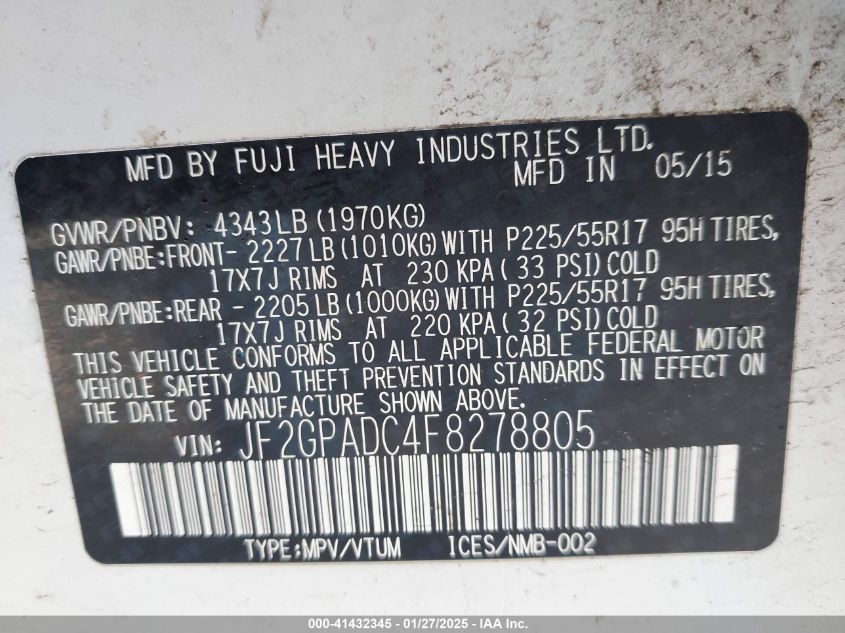 MFD BY FUJI HEAVY INDUSTRIES LTD.
MFD IN 05/15
GVWR/PNBV: 4343LB (1970KG)
GAWR/PNBE:FRONT- 2227LB (1010KG) WITH P225/55R17 95H TIRES,
17X7J RIMS AT 230 KPA ( 33 PSI) COLD
GAWR/PNBE:REAR - 2205LB (1000KG) WITH P225/55R17 95H TIRES,
17X7J RIMS AT 220 KPA ( 32 PSI) COLD
THIS VEHICLE CONFORMS TO ALL APPLICABLE FEDERAL MOTOR
VEHICLE SAFETY AND THEFT PREVENTION STANDARDS IN EFFECT ON
THE DATE OF MANUFACTURE SHOWN ABOVE.
VIN: JF2GPADC4F8278805
TYPE:MPV/VTUM ICES/NMB-002
000-41432345 | 01/27/2025 - IAA Inc.